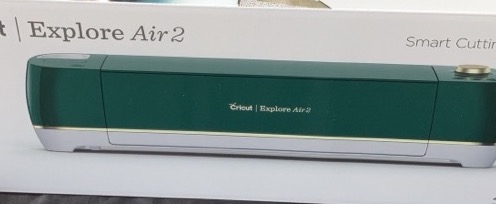 t | Explore Air 2
Smart Cuttin
Cricut | Explore Air 2